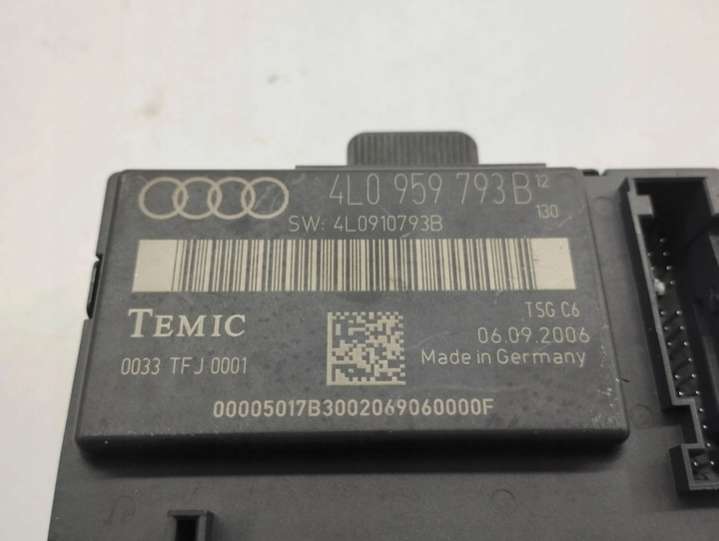 4L0 959 793B 12
130
SW: 4L0910793B
TEMIC
TSG C6
06.09.2006
0033 TFJ 0001
Made in Germany
00005017B3002069060000F